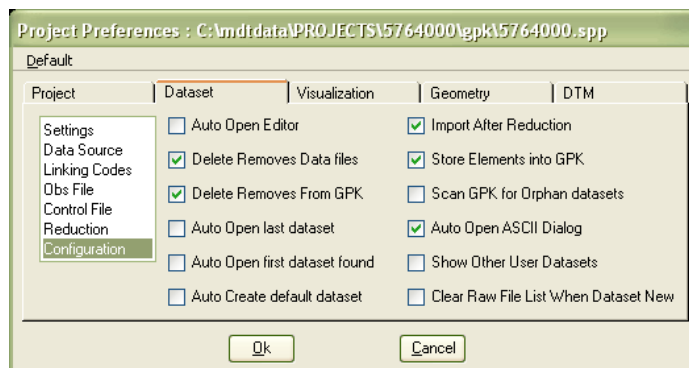 Project Preferences : C:\mdtdata\PROJECTS\5764000\gpk\5764000.spp
Default
Project Dataset Visualization Geometry DTM
Settings
Data Source
Linking Codes
Obs File
Control File
Reduction
Configuration
Auto Open Editor
Delete Removes Data files
Delete Removes From GPK
Auto Open last dataset
Auto Open first dataset found
Auto Create default dataset
Import After Reduction
Store Elements into GPK
Scan GPK for Orphan datasets
Auto Open ASCII Dialog
Show Other User Datasets
Clear Raw File List When Dataset New
Ok Cancel